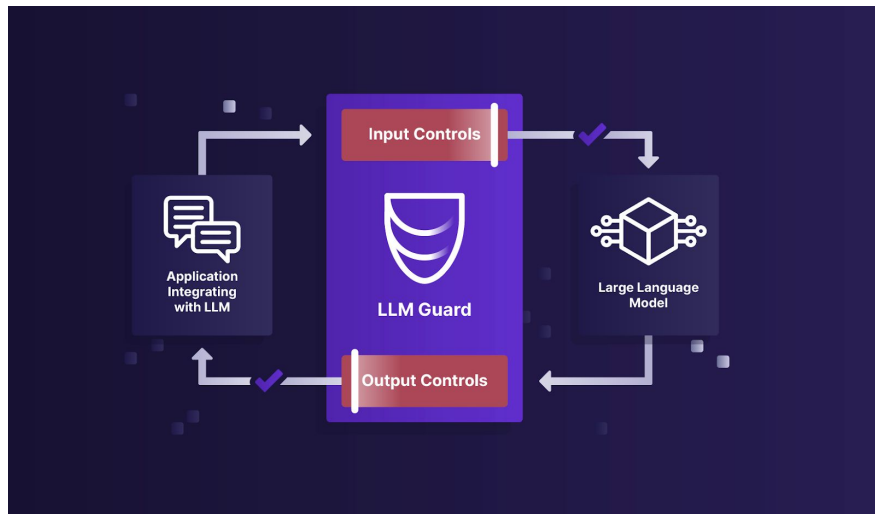 Input Controls
Application
Integrating
with LLM
LLM Guard
Large Language
Model
Output Controls